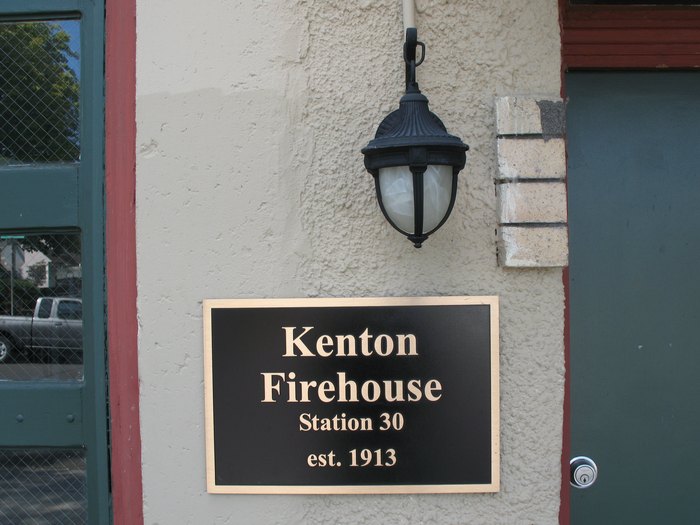 Kenton
Firehouse
Station 30
est. 1913